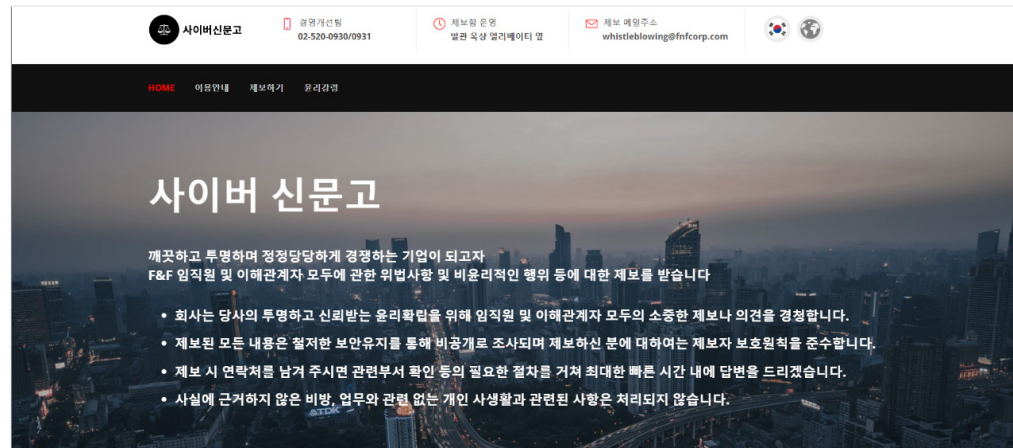 사이버신문고
경영개선팀
02-520-0930/0931
제보함 운영
별관 옥상 엘리베이터 옆
제보 메일주소
whistleblowing@fnfcorp.com
HOME 이용안내 제보하기 윤리강령
사이버 신문고
깨끗하고 투명하며 정정당당하게 경쟁하는 기업이 되고자
F&F 임직원 및 이해관계자 모두에 관한 위법사항 및 비윤리적인 행위 등에 대한 제보를 받습니다
• 회사는 당사의 투명하고 신뢰받는 윤리확립을 위해 임직원 및 이해관계자 모두의 소중한 제보나 의견을 경청합니다.
• 제보된 모든 내용은 철저한 보안유지를 통해 비공개로 조사되며 제보하신 분에 대하여는 제보자 보호원칙을 준수합니다.
• 제보 시 연락처를 남겨 주시면 관련부서 확인 등의 필요한 절차를 거쳐 최대한 빠른 시간 내에 답변을 드리겠습니다.
• 사실에 근거하지 않은 비방, 업무와 관련 없는 개인 사생활과 관련된 사항은 처리되지 않습니다.
TDK